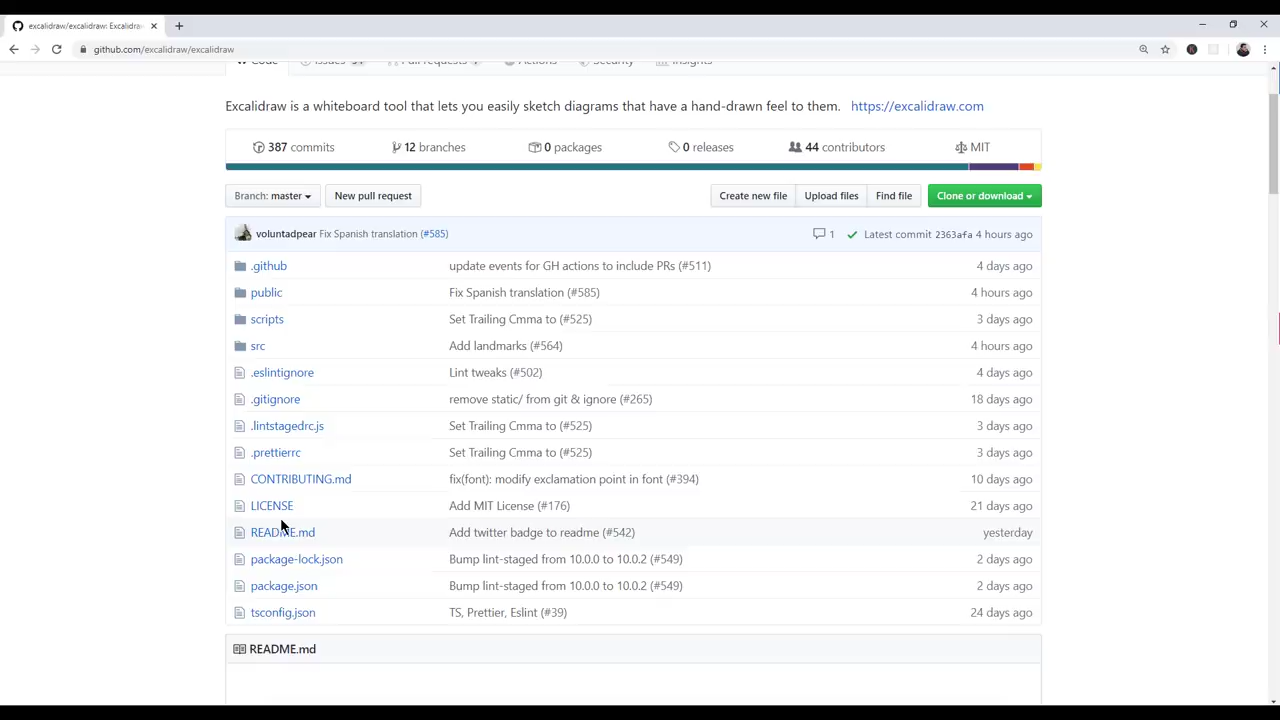 excalidraw/excalidraw: Excalidra
github.com/excalidraw/excalidraw
Code Issues Pull requests Actions Security Insights
Excalidraw is a whiteboard tool that lets you easily sketch diagrams that have a hand-drawn feel to them. https://excalidraw.com
387 commits 12 branches 0 packages 0 releases 44 contributors MIT
Branch: master New pull request Create new file Upload files Find file Clone or download
voluntadpear Fix Spanish translation (#585) 1 Latest commit 2363afa 4 hours ago
.github update events for GH actions to include PRs (#511) 4 days ago
public Fix Spanish translation (#585) 4 hours ago
scripts Set Trailing Cmma to (#525) 3 days ago
src Add landmarks (#564) 4 hours ago
.eslintignore Lint tweaks (#502) 4 days ago
.gitignore remove static/ from git & ignore (#265) 18 days ago
.lintstagedrc.js Set Trailing Cmma to (#525) 3 days ago
.prettierrc Set Trailing Cmma to (#525) 3 days ago
CONTRIBUTING.md fix(font): modify exclamation point in font (#394) 10 days ago
LICENSE Add MIT License (#176) 21 days ago
README.md Add twitter badge to readme (#542) yesterday
package-lock.json Bump lint-staged from 10.0.0 to 10.0.2 (#549) 2 days ago
package.json Bump lint-staged from 10.0.0 to 10.0.2 (#549) 2 days ago
tsconfig.json TS, Prettier, Eslint (#39) 24 days ago
README.md